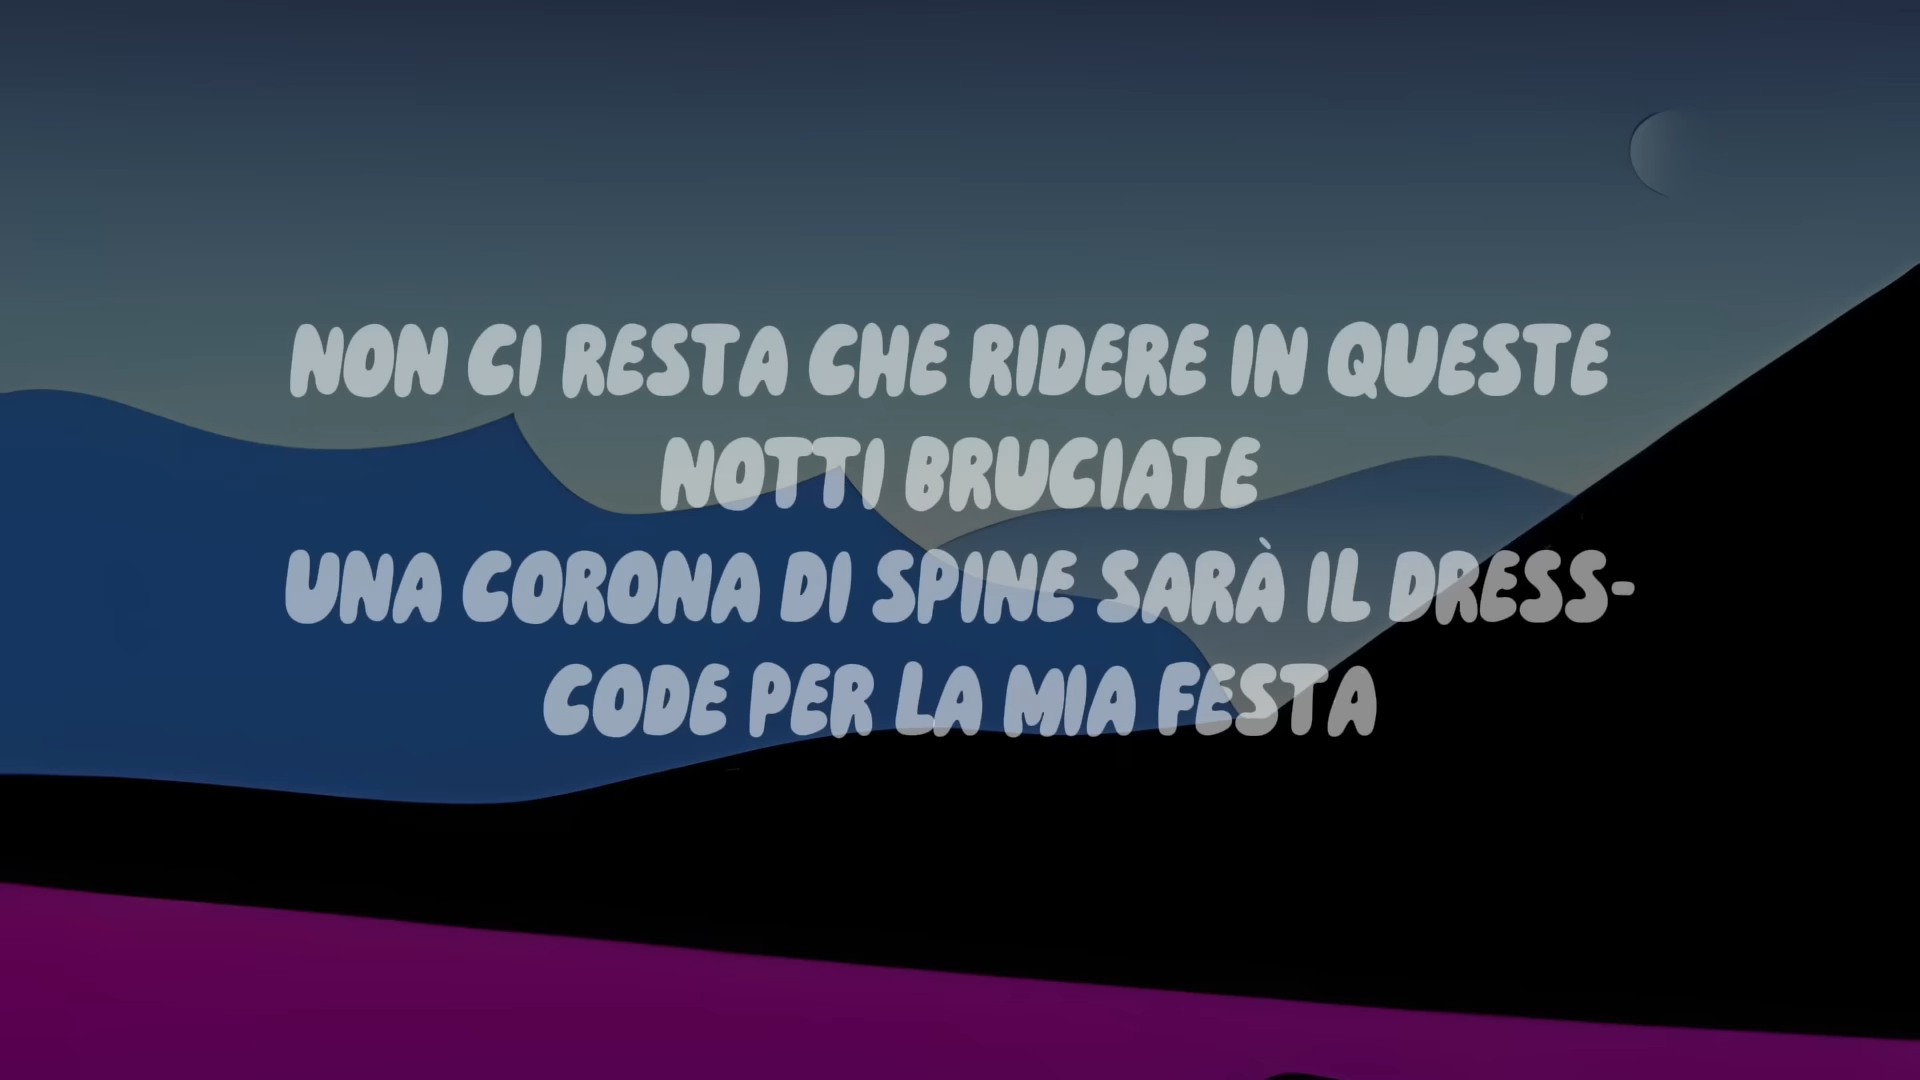 NON CI RESTA CHE RIDERE IN QUESTE
NOTTI BRUCIATE
UNA CORONA DI SPINE SARÀ IL DRESS-
CODE PER LA MIA FESTA